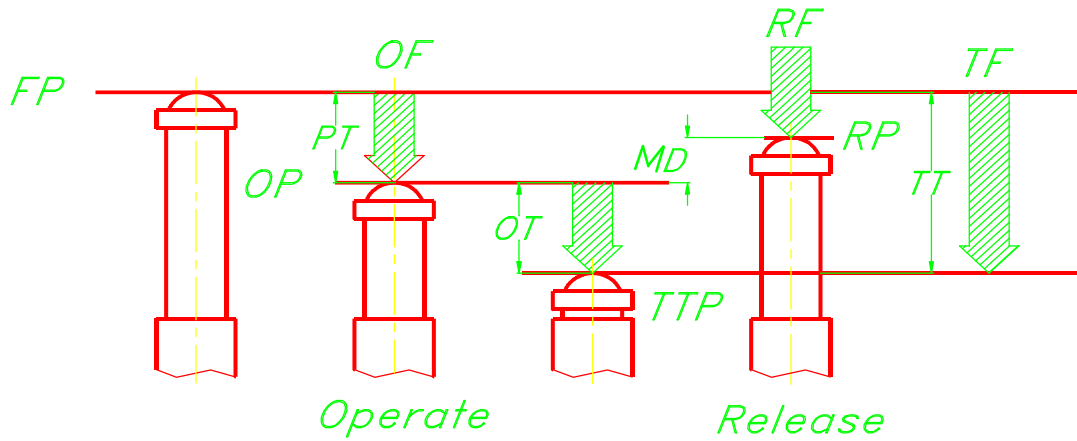 RF
OF
TF
FP
PT
RP
MD
OP
TT
OT
TTP
Operate
Release